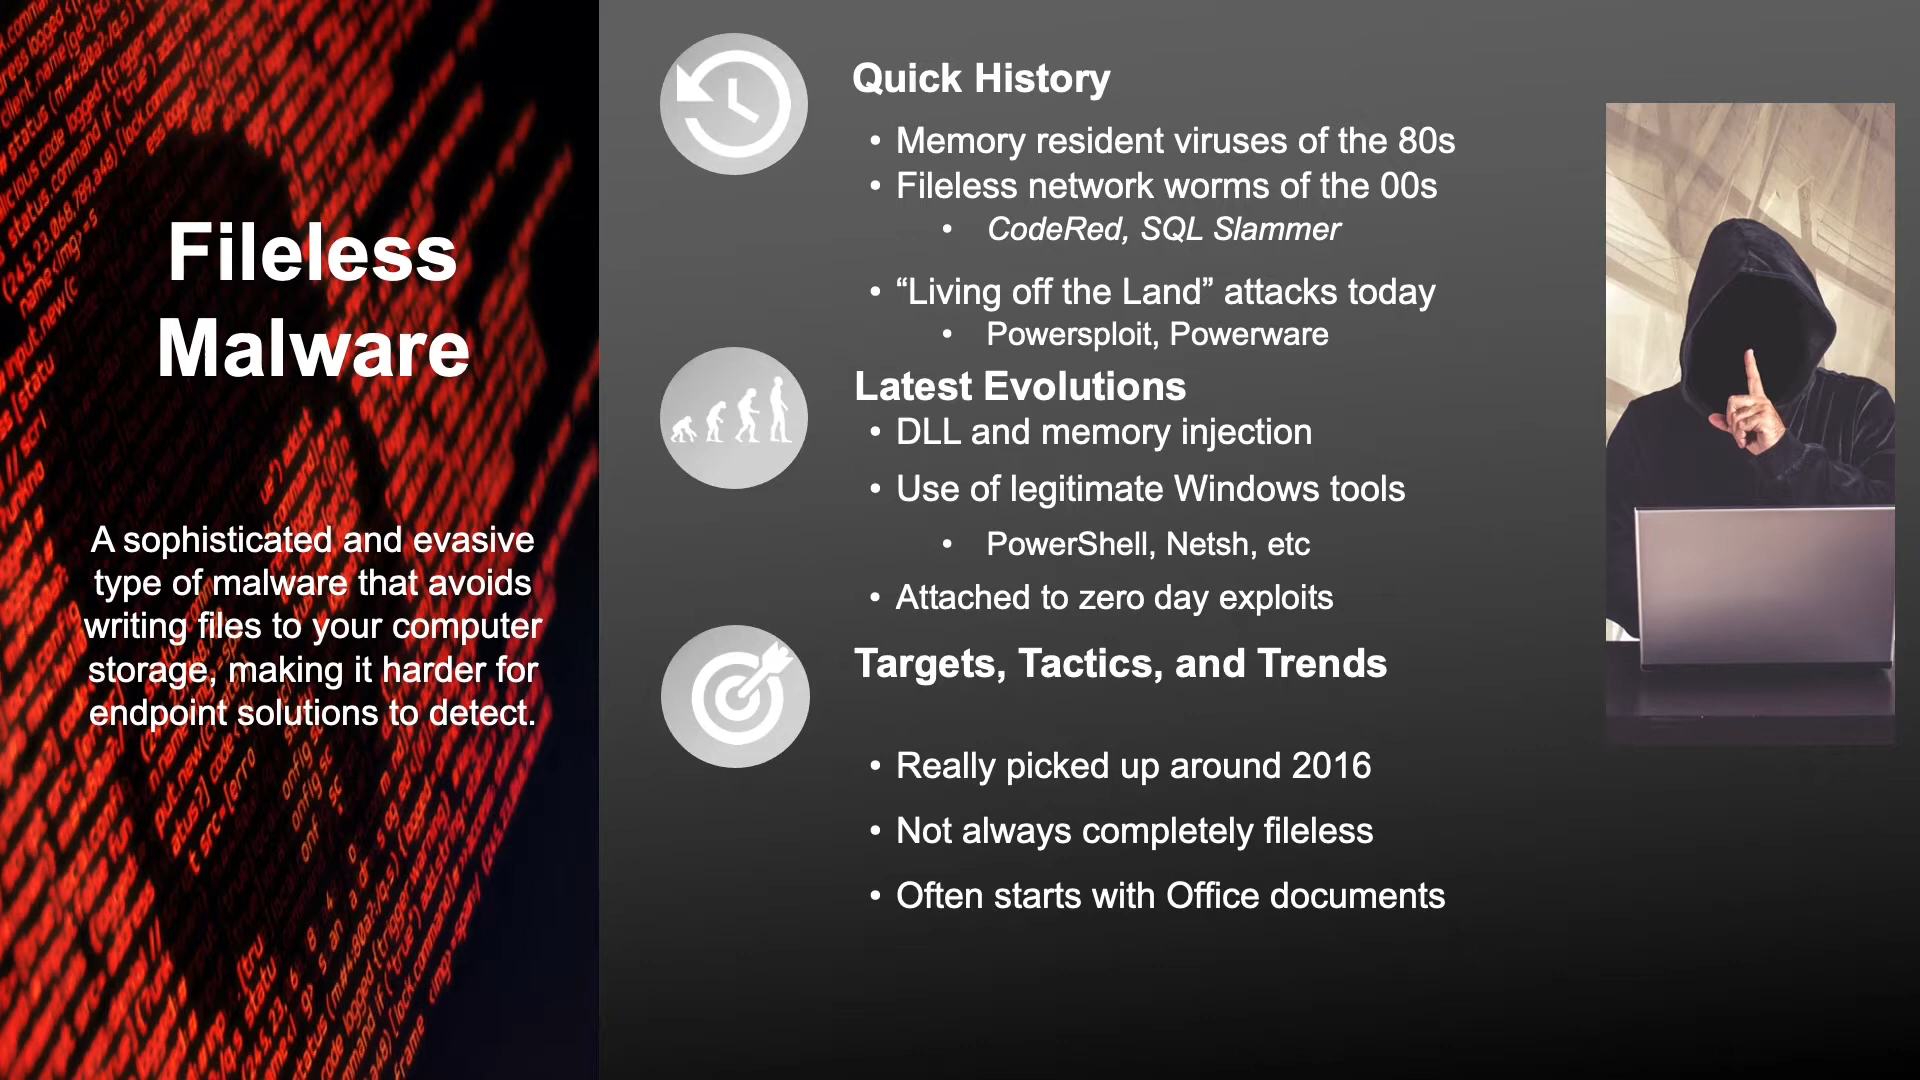 Fileless
Malware
A sophisticated and evasive
type of malware that avoids
writing files to your computer
storage, making it harder for
endpoint solutions to detect.
Quick History
• Memory resident viruses of the 80s
• Fileless network worms of the 00s
• CodeRed, SQL Slammer
• “Living off the Land” attacks today
• Powersploit, Powerware
Latest Evolutions
• DLL and memory injection
• Use of legitimate Windows tools
• PowerShell, Netsh, etc
• Attached to zero day exploits
Targets, Tactics, and Trends
• Really picked up around 2016
• Not always completely fileless
• Often starts with Office documents